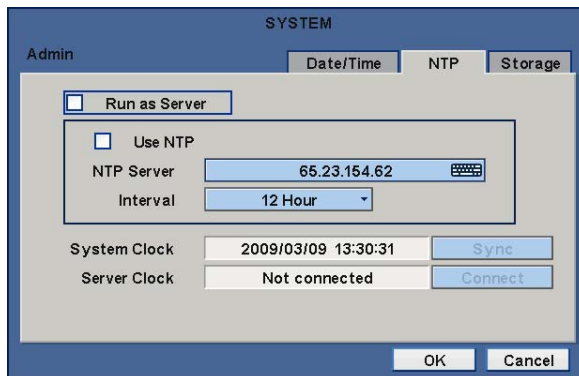 SYSTEM
Admin
Date/Time NTP Storage
Run as Server
Use NTP
NTP Server 65.23.154.62
Interval 12 Hour
System Clock 2009/03/09 13:30:31 Sync
Server Clock Not connected Connect
OK Cancel